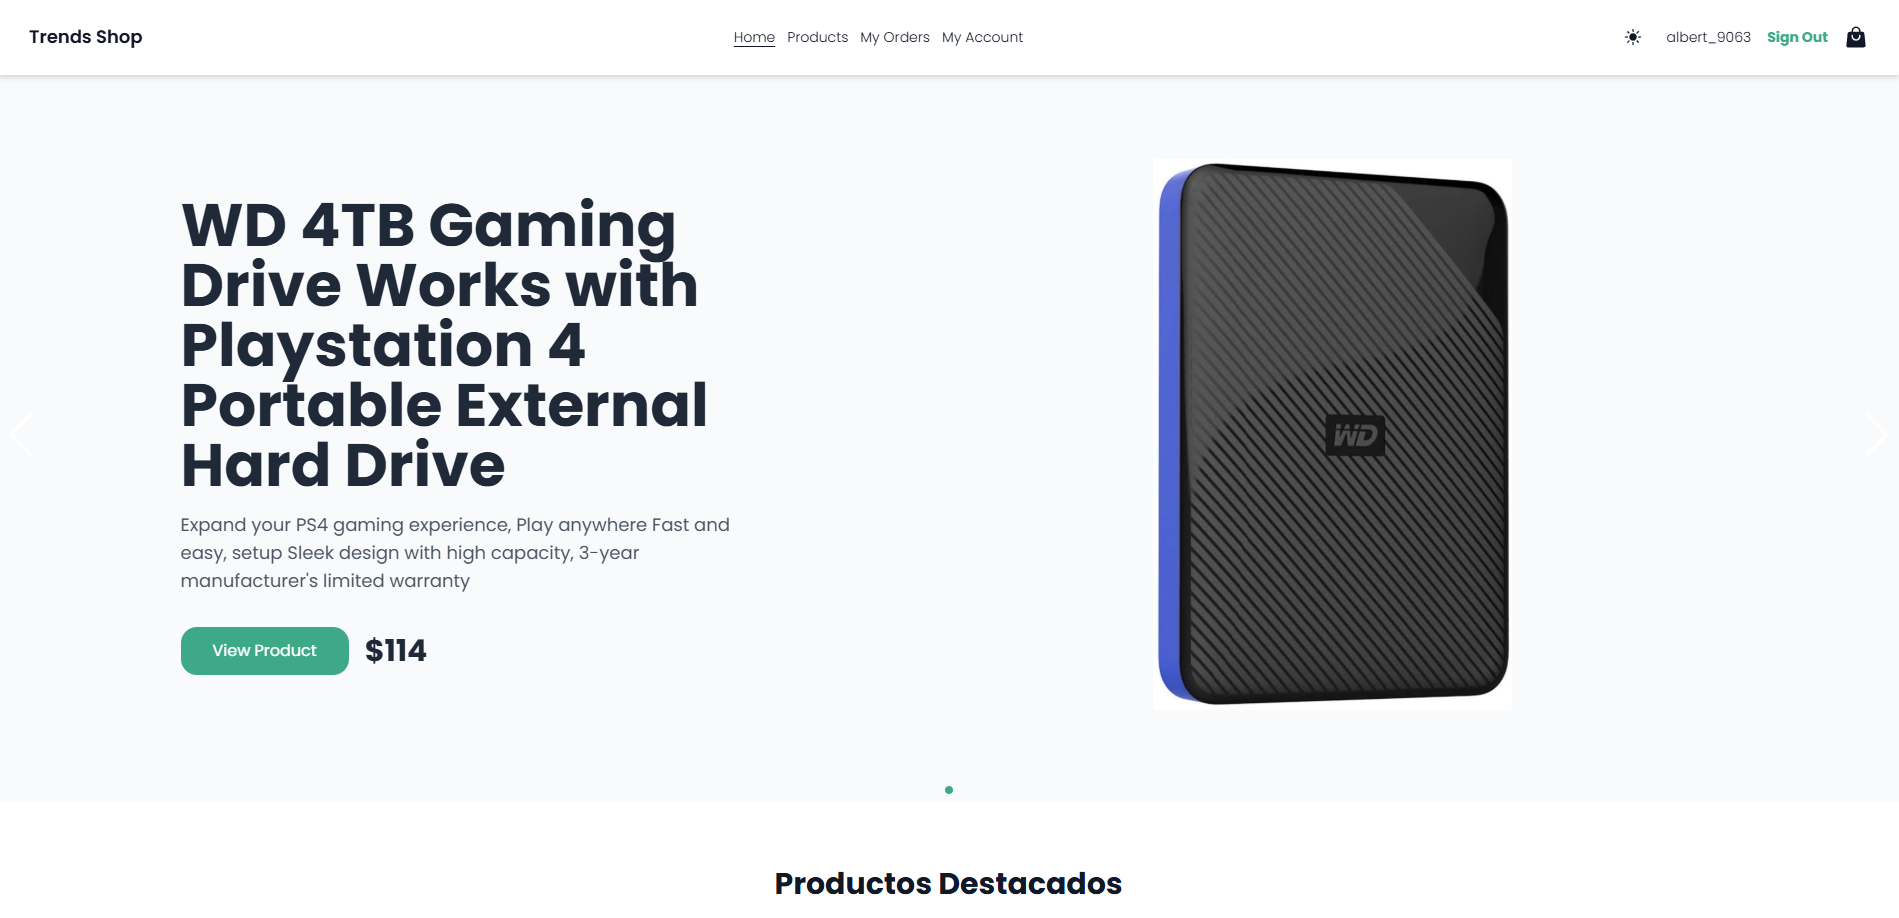 Trends Shop
Home Products My Orders My Account
albert_9063 Sign Out
WD 4TB Gaming
Drive Works with
Playstation 4
Portable External
Hard Drive
Expand your PS4 gaming experience, Play anywhere Fast and
easy, setup Sleek design with high capacity, 3-year
manufacturer's limited warranty
View Product $114
WD
Productos Destacados